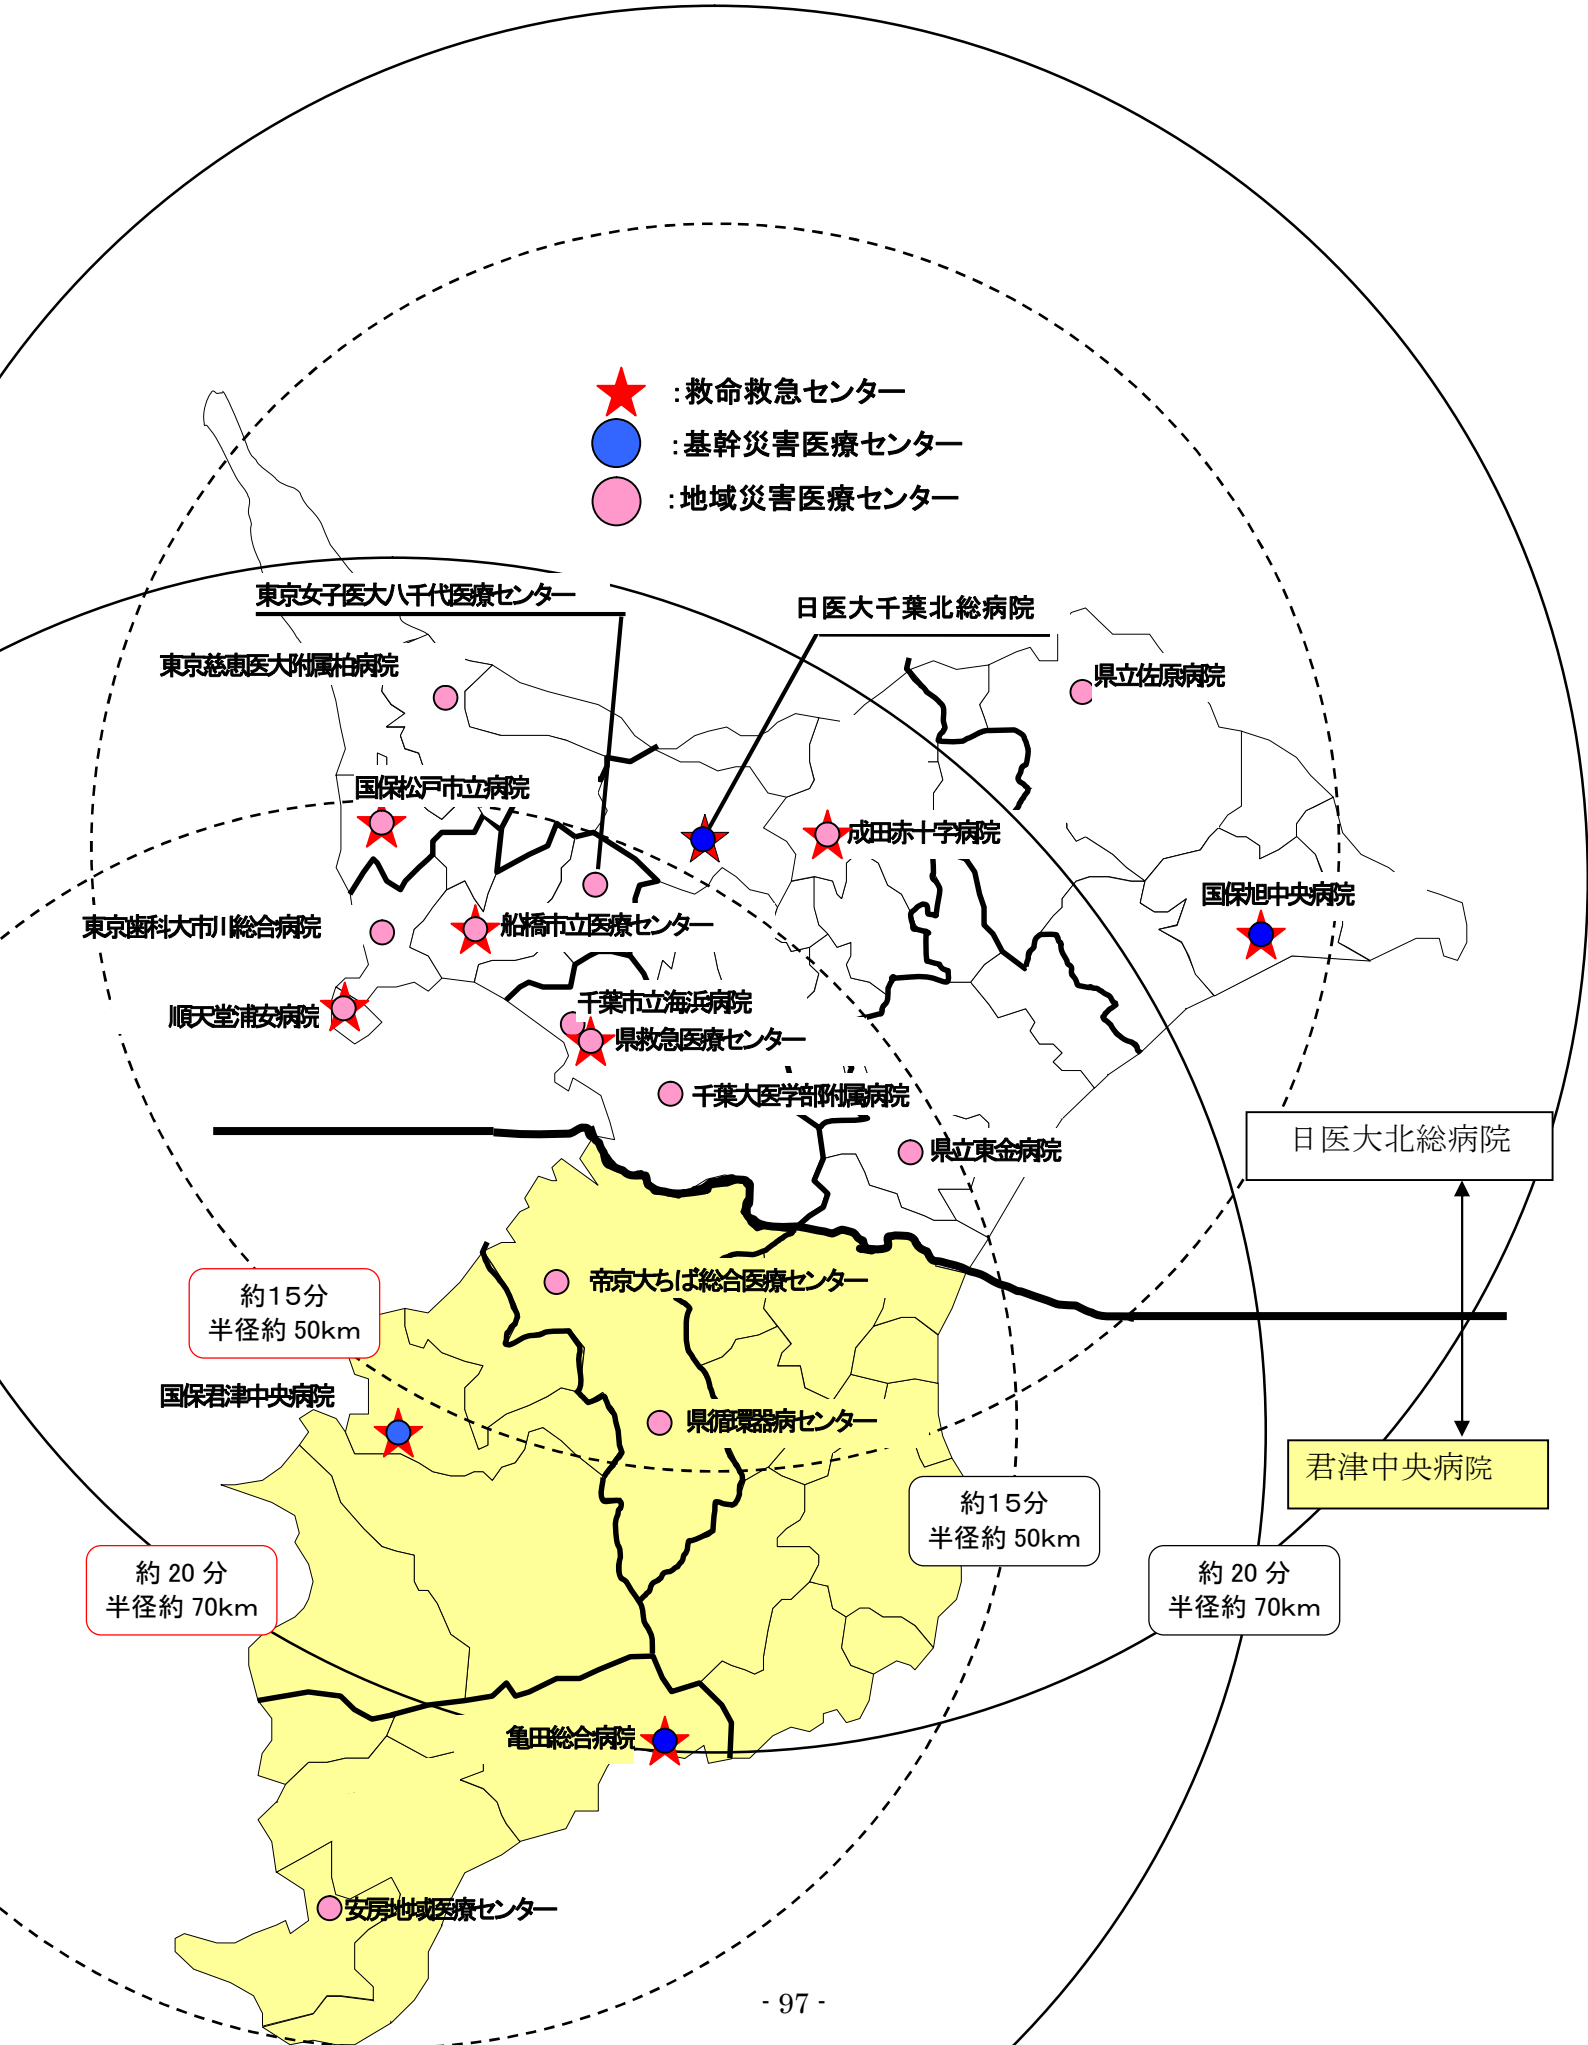 ：救命救急センター
：基幹災害医療センター
：地域災害医療センター
東京女子医大八千代医療センター
日医大千葉北総病院
東京慈恵医大附属柏病院
県立佐原病院
国保松戸市立病院
成田赤十字病院
国保旭中央病院
東京歯科大市川総合病院
船橋市立医療センター
順天堂浦安病院
千葉市立海浜病院
県救急医療センター
千葉大医学部附属病院
県立東金病院
日医大北総病院
帝京大ちば総合医療センター
約15分
半径約 50km
国保君津中央病院
県循環器病センター
君津中央病院
約15分
半径約 50km
約 20 分
半径約 70km
約 20 分
半径約 70km
亀田総合病院
安房地域医療センター
- 97 -